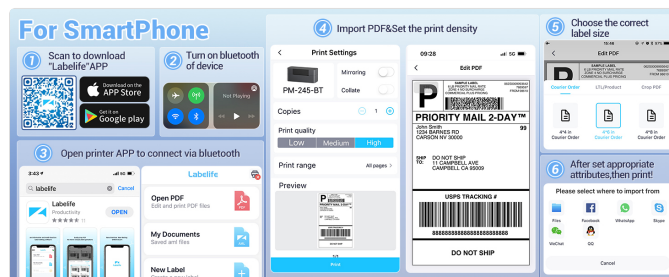 For SmartPhone
1
Scan to download
"Labelife"APP
Download on the
APP Store
Get it on
Google play
2
Turn on bluetooth
of device
Not Playing
3
Open printer APP to connect via bluetooth
3:43
labelife
Cancel
Labelife
Productivity
OPEN
Labelife
Open PDF
Edit and print PDF files
My Documents
Saved aml files
New Label
4
Import PDF&Set the print density
Print Settings
PM-245-BT
Mirroring
Collate
Copies
1
Print quality
Low
Medium
High
Print range
All pages
Preview
Print
09:28
5G
Edit PDF
P
PRIORITY MAIL 2-DAY™
John Smith
1234 BARNES RD
CARSON NV 30000
99
SHIP
TO:
DO NOT SHIP
11 CAMPBELL AVE
CAMPBELL CA 95009
USPS TRACKING #
DO NOT SHIP
5
Choose the correct
label size
Edit PDF
Courier Order
LTL/Product
Crop PDF
4*6 in
Courier Order
4*6 in
Courier Order
6
After set appropriate
attributes,then print!
Please select where to import from
Files
Facebook
WhatsApp
Skype
WeChat
QQ
Cancel